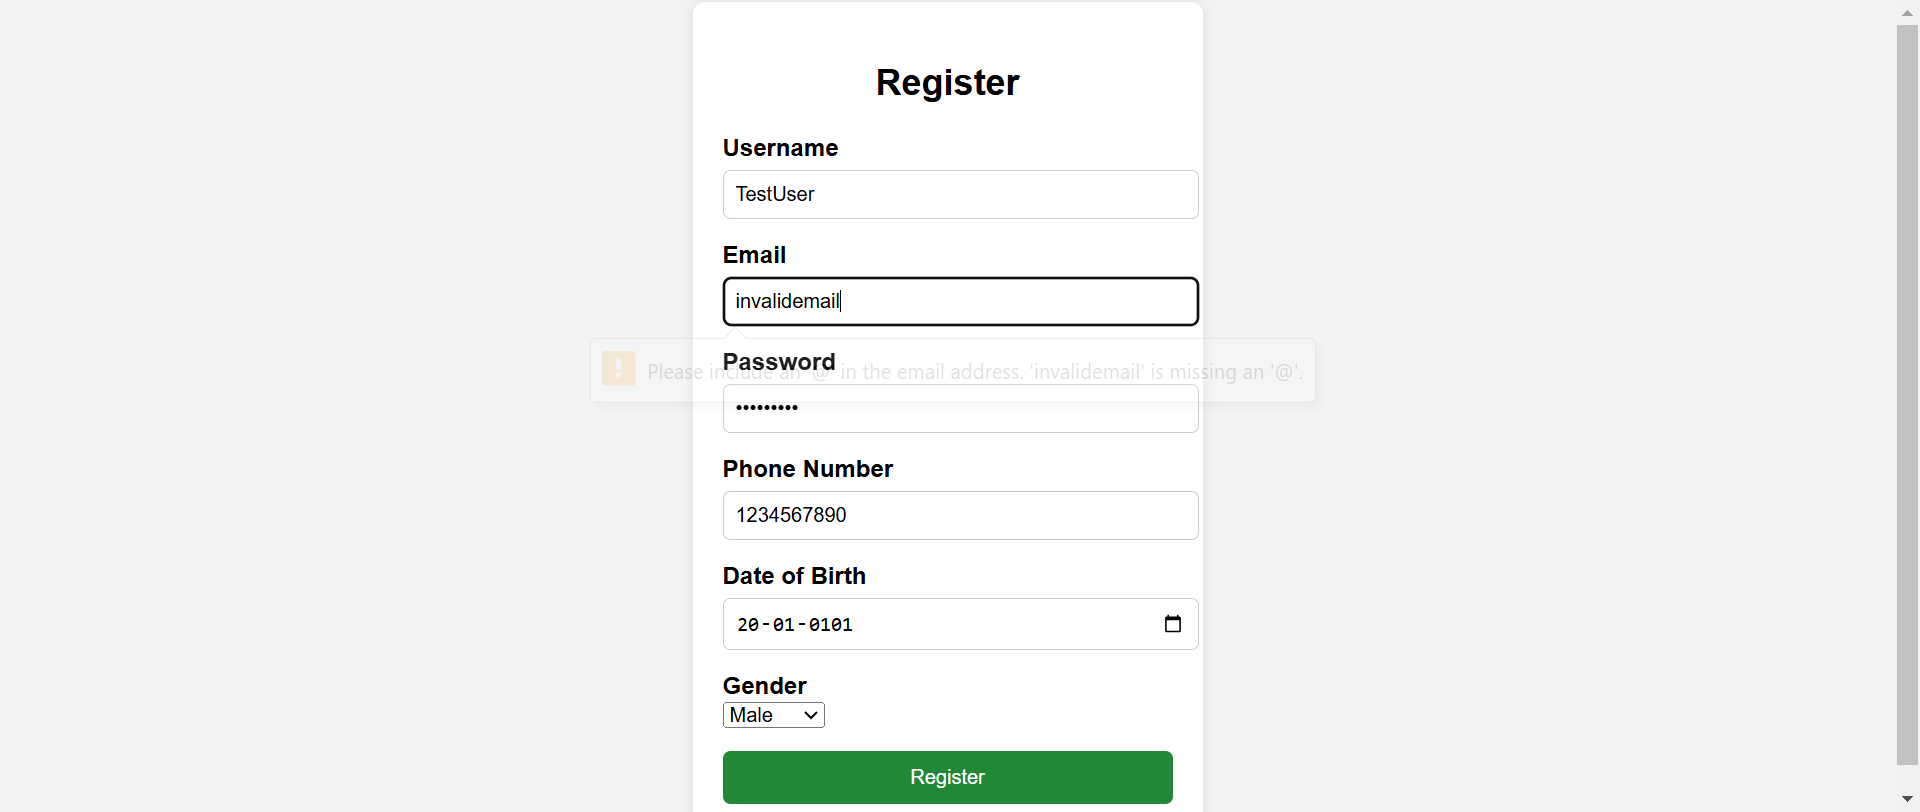 Register
Username
TestUser
Email
invalidemail
Password
Please include an '@' in the email address. 'invalidemail' is missing an '@'.
•••••••••
Phone Number
1234567890
Date of Birth
20-01-0101
Gender
Male
Register